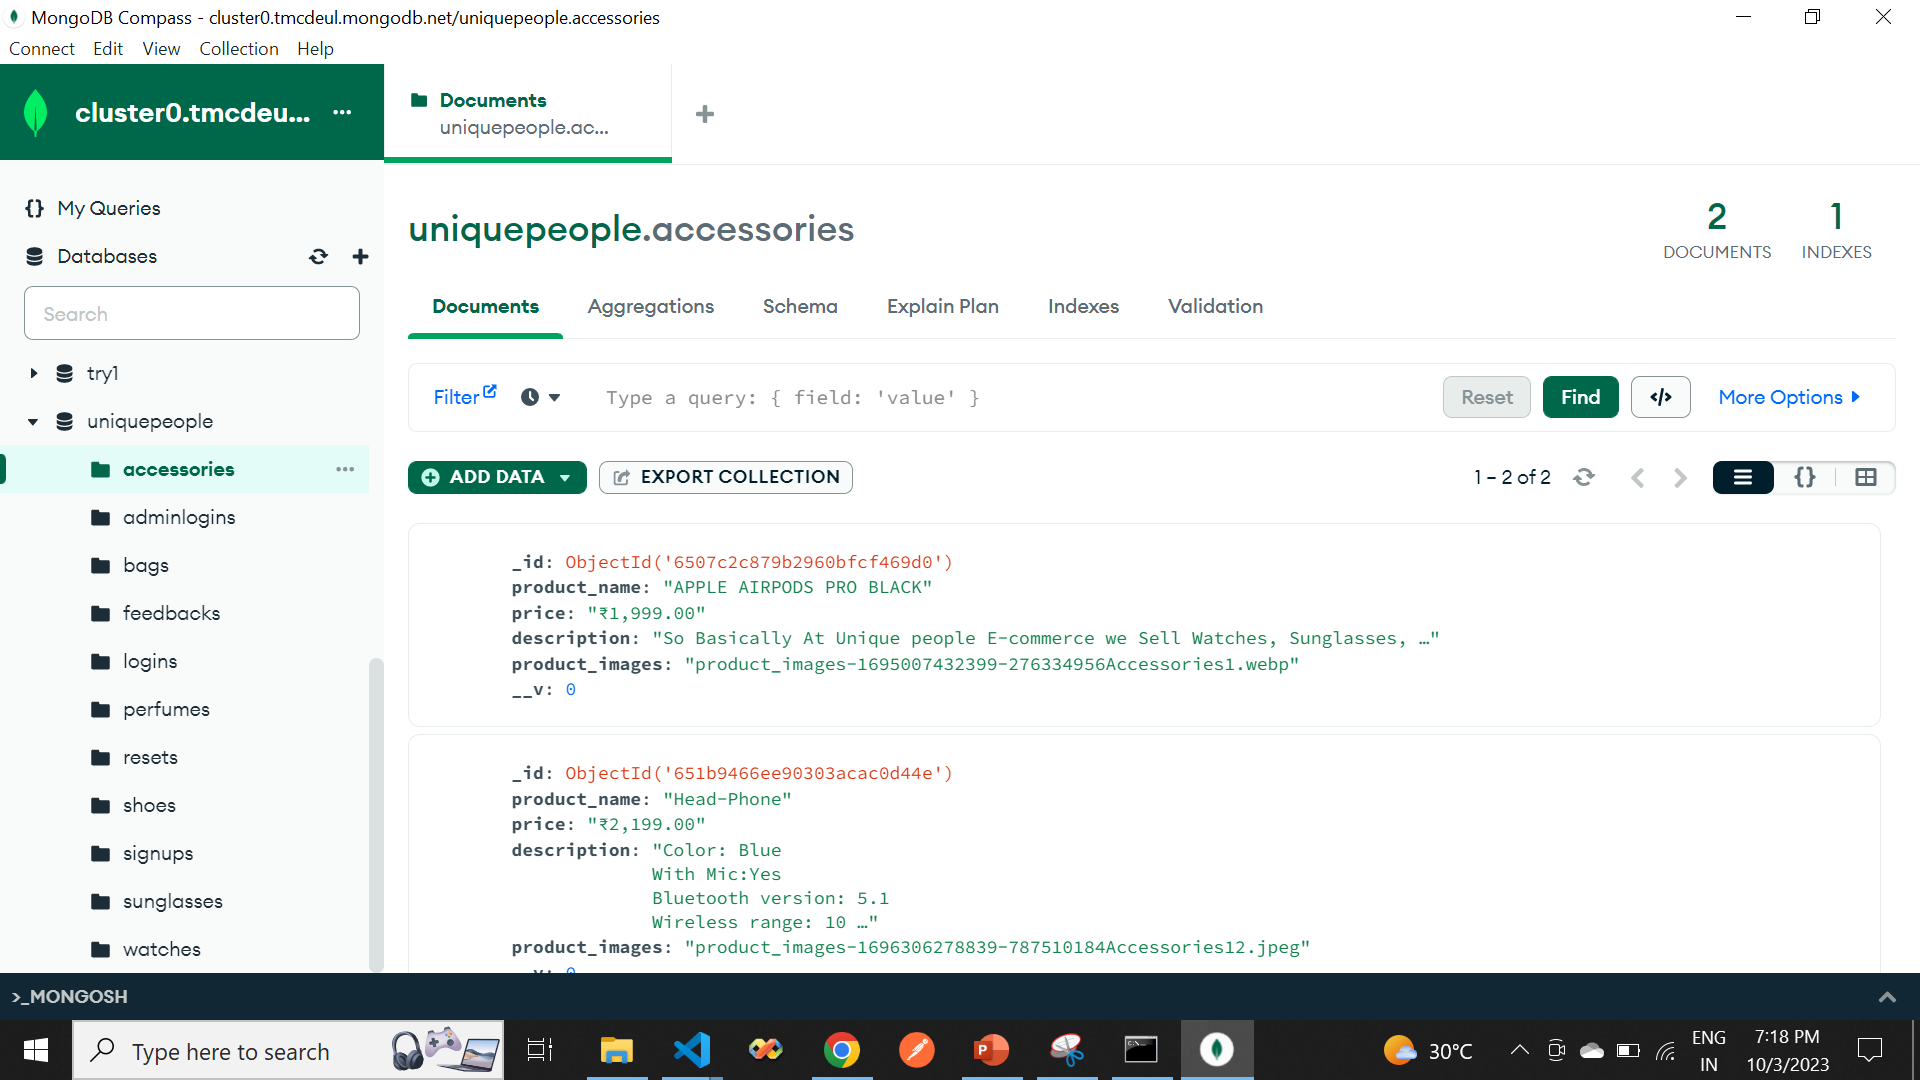 MongoDB Compass - cluster0.tmcdeul.mongodb.net/uniquepeople.accessories
Connect Edit View Collection Help
cluster0.tmcdeu...
Documents
uniquepeople.ac...
My Queries
Databases
Search
try1
uniquepeople
accessories
adminlogins
bags
feedbacks
logins
perfumes
resets
shoes
signups
sunglasses
watches
uniquepeople.accessories
2
DOCUMENTS
1
INDEXES
Documents Aggregations Schema Explain Plan Indexes Validation
Filter Type a query: { field: 'value' } Reset Find </> More Options
ADD DATA EXPORT COLLECTION 1 – 2 of 2 {}
_id: ObjectId('6507c2c879b2960bfcf469d0')
product_name: "APPLE AIRPODS PRO BLACK"
price: "₹1,999.00"
description: "So Basically At Unique people E-commerce we Sell Watches, Sunglasses, …"
product_images: "product_images-1695007432399-276334956Accessories1.webp"
__v: 0
_id: ObjectId('651b9466ee90303acac0d44e')
product_name: "Head-Phone"
price: "₹2,199.00"
description: "Color: Blue
With Mic:Yes
Bluetooth version: 5.1
Wireless range: 10 …"
product_images: "product_images-1696306278839-787510184Accessories12.jpeg"
>_MONGOSH
Type here to search
30°C
ENG
IN
7:18 PM
10/3/2023